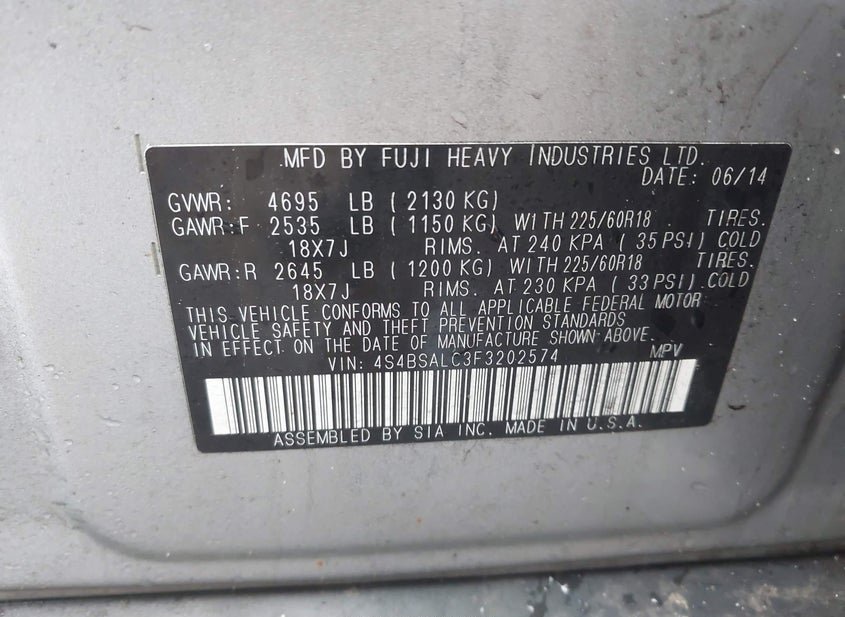 MFD BY FUJI HEAVY INDUSTRIES LTD.
DATE: 06/14
GVWR: 4695 LB ( 2130 KG)
GAWR:F 2535 LB ( 1150 KG) WITH 225/60R18 TIRES.
18X7J RIMS. AT 240 KPA ( 35 PSI) COLD
GAWR:R 2645 LB ( 1200 KG) WITH 225/60R18 TIRES.
18X7J RIMS. AT 230 KPA ( 33 PSI) COLD
THIS VEHICLE CONFORMS TO ALL APPLICABLE FEDERAL MOTOR
VEHICLE SAFETY AND THEFT PREVENTION STANDARDS
IN EFFECT ON THE DATE OF MANUFACTURE SHOWN ABOVE.
VIN: 4S4BSALC3F3202574 MPV
ASSEMBLED BY SIA INC. MADE IN U.S.A.